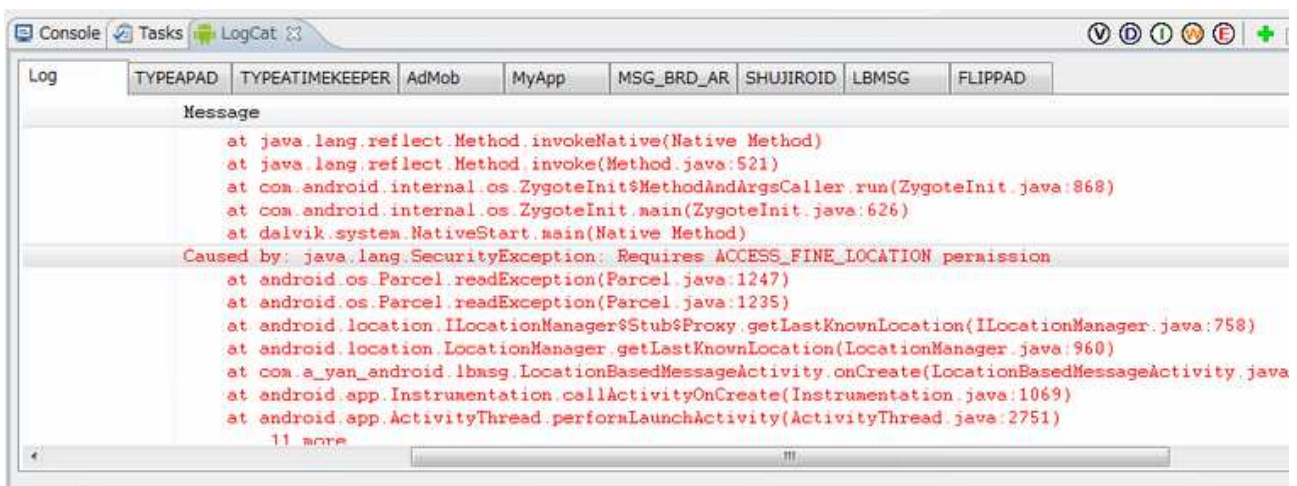 Console Tasks LogCat V D I W E
Log TYPEAPAD TYPEATIMEKEEPER AdMob MyApp MSG_BRD_AR SHUJIROID LBMSG FLIPPAD
Message
at java.lang.reflect.Method.invokeNative(Native Method)
at java.lang.reflect.Method.invoke(Method.java:521)
at com.android.internal.os.ZygoteInit$MethodAndArgsCaller.run(ZygoteInit.java:868)
at com.android.internal.os.ZygoteInit.main(ZygoteInit.java:626)
at dalvik.system.NativeStart.main(Native Method)
Caused by: java.lang.SecurityException: Requires ACCESS_FINE_LOCATION permission
at android.os.Parcel.readException(Parcel.java:1247)
at android.os.Parcel.readException(Parcel.java:1235)
at android.location.ILocationManager$Stub$Proxy.getLastKnownLocation(ILocationManager.java:758)
at android.location.LocationManager.getLastKnownLocation(LocationManager.java:960)
at com.a_yan_android.lbmsg.LocationBasedMessageActivity.onCreate(LocationBasedMessageActivity.java
at android.app.Instrumentation.callActivityOnCreate(Instrumentation.java:1069)
at android.app.ActivityThread.performLaunchActivity(ActivityThread.java:2751)
11 more